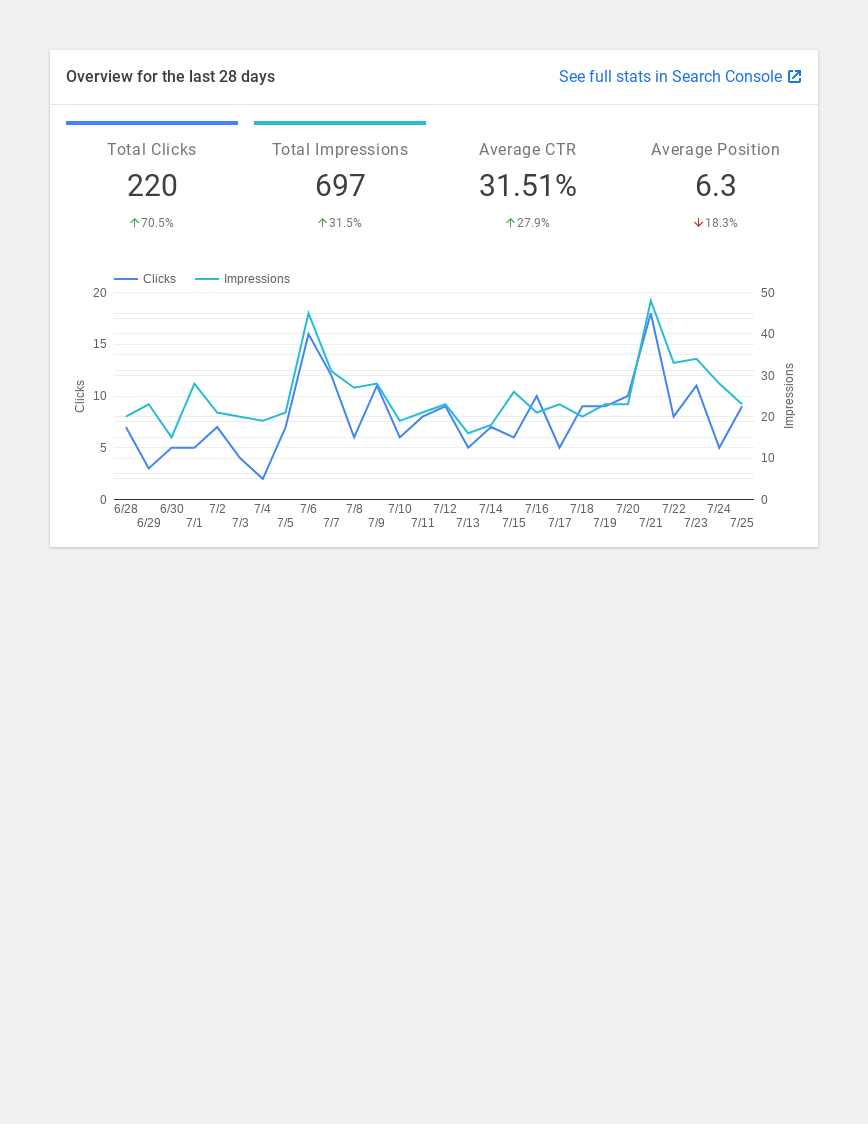 Overview for the last 28 days
See full stats in Search Console
Total Clicks Total Impressions Average CTR Average Position
220 697 31.51% 6.3
70.5% 31.5% 27.9% 18.3%
Clicks Impressions
20 50
40
15
30
10
20
5
10
0 0
Clicks
Impressions
6/28 6/30 7/2 7/4 7/6 7/8 7/10 7/12 7/14 7/16 7/18 7/20 7/22 7/24
6/29 7/1 7/3 7/5 7/7 7/9 7/11 7/13 7/15 7/17 7/19 7/21 7/23 7/25